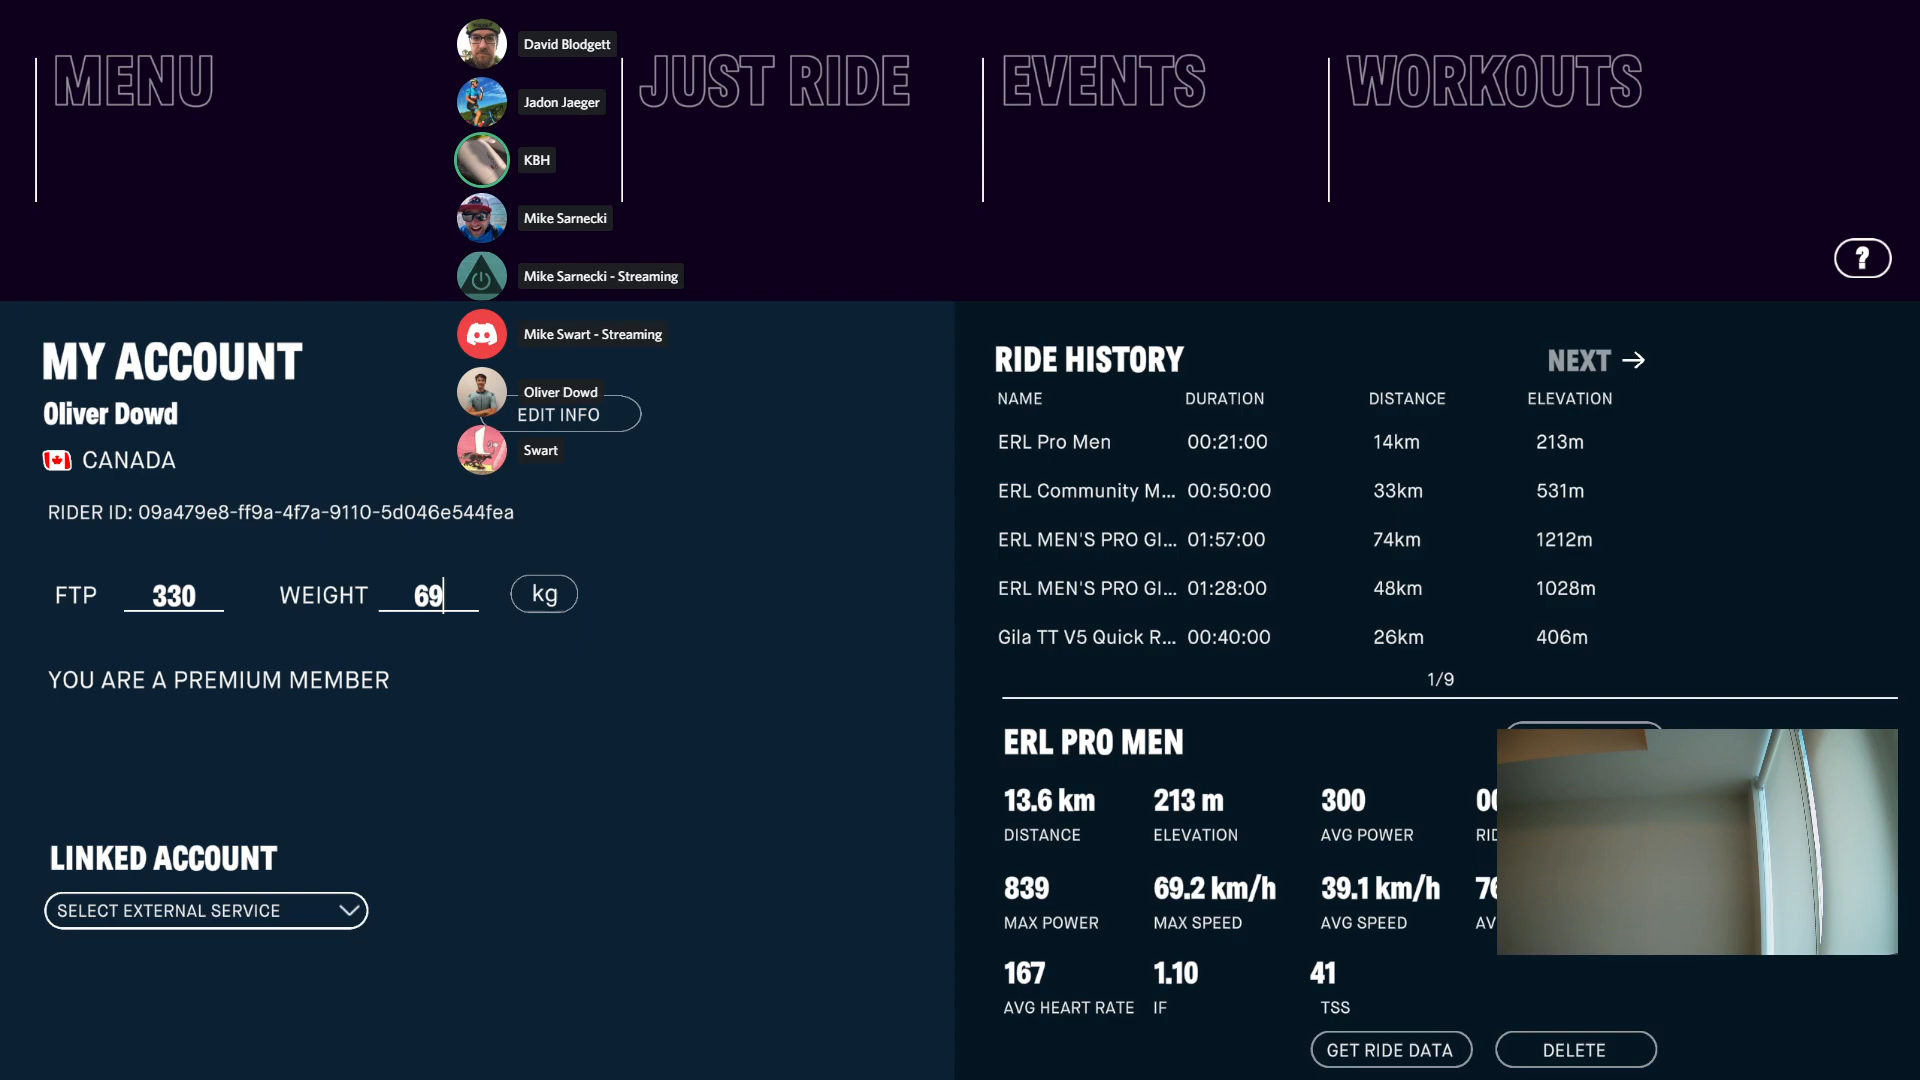 MENU
JUST RIDE
EVENTS
WORKOUTS
David Blodgett
Jadon Jaeger
KBH
Mike Sarnecki
Mike Sarnecki - Streaming
Mike Swart - Streaming
Oliver Dowd
Swart
?
MY ACCOUNT
Oliver Dowd
EDIT INFO
CANADA
RIDER ID: 09a479e8-ff9a-4f7a-9110-5d046e544fea
FTP 330 WEIGHT 69 kg
YOU ARE A PREMIUM MEMBER
LINKED ACCOUNT
SELECT EXTERNAL SERVICE
RIDE HISTORY NEXT
NAME DURATION DISTANCE ELEVATION
ERL Pro Men 00:21:00 14km 213m
ERL Community M... 00:50:00 33km 531m
ERL MEN'S PRO GI... 01:57:00 74km 1212m
ERL MEN'S PRO GI... 01:28:00 48km 1028m
Gila TT V5 Quick R... 00:40:00 26km 406m
1/9
ERL PRO MEN
13.6 km 213 m 300
DISTANCE ELEVATION AVG POWER
839 69.2 km/h 39.1 km/h
MAX POWER MAX SPEED AVG SPEED
167 1.10 41
AVG HEART RATE IF TSS
GET RIDE DATA DELETE